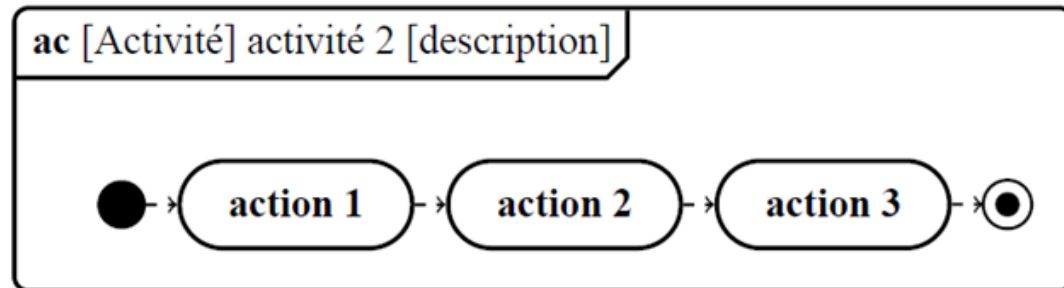 ac [Activité] activité 2 [description]
action 1 action 2 action 3